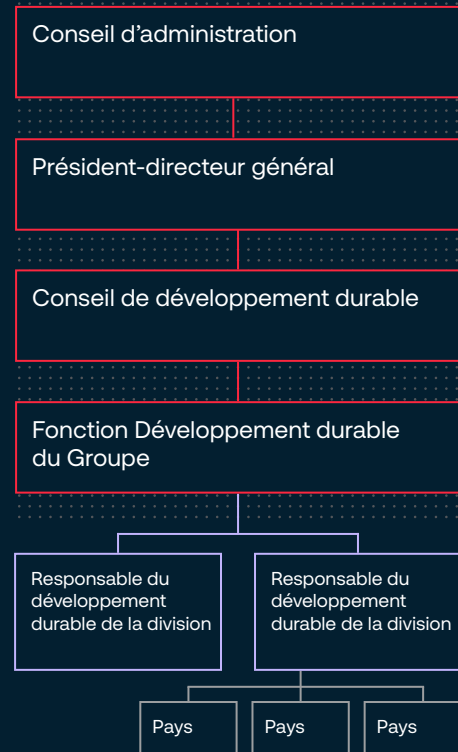 Conseil d’administration
Président-directeur général
Conseil de développement durable
Fonction Développement durable
du Groupe
Responsable du
développement
durable de la division
Responsable du
développement
durable de la division
Pays
Pays
Pays